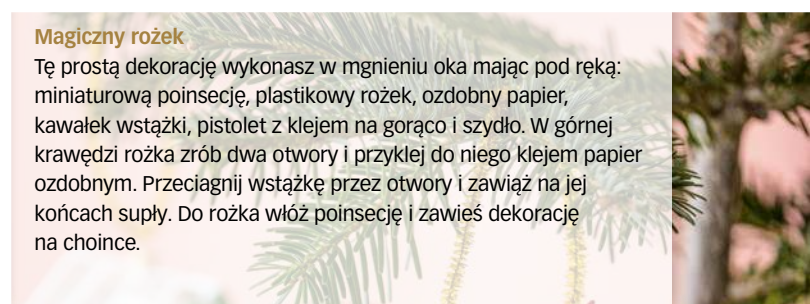 Magiczny rożek
Tę prostą dekorację wykonasz w mgnieniu oka mając pod ręką:
miniaturową poinsecję, plastikowy rożek, ozdobny papier,
kawałek wstążki, pistolet z klejem na gorąco i szydło. W górnej
krawędzi rożka zrób dwa otwory i przyklej do niego klejem papier
ozdobnym. Przeciagnij wstążkę przez otwory i zawiąż na jej
końcach supły. Do rożka włóż poinsecję i zawieś dekorację
na choince.